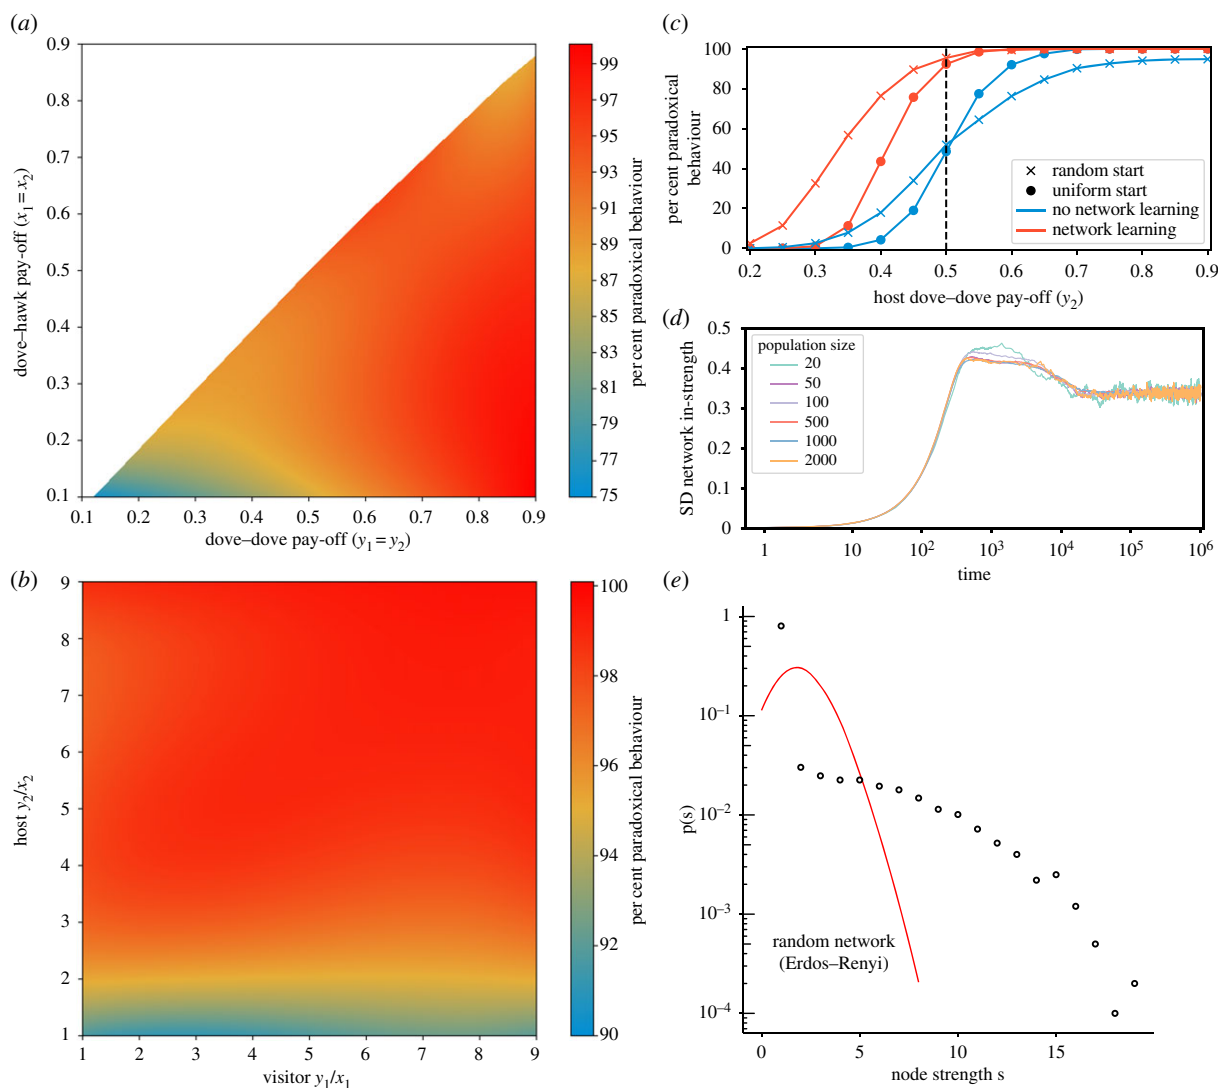 (a)
0.9
0.8
0.7
0.6
0.5
0.4
0.3
0.2
0.1
dove–hawk pay-off (x₁ = x₂)
0.1 0.2 0.3 0.4 0.5 0.6 0.7 0.8 0.9
dove–dove pay-off (y₁ = y₂)
99
97
95
93
91
89
87
85
83
81
79
77
75
per cent paradoxical behaviour
(b)
9
8
7
6
5
4
3
2
1
host y₂/x₂
1 2 3 4 5 6 7 8 9
visitor y₁/x₁
100
98
96
94
92
90
per cent paradoxical behaviour
(c)
100
80
60
40
20
0
per cent paradoxical
behaviour
random start
uniform start
no network learning
network learning
0.2 0.3 0.4 0.5 0.6 0.7 0.8 0.9
host dove–dove pay-off (y₂)
(d)
0.5
0.4
0.3
0.2
0.1
0
SD network in-strength
population size
20
50
100
500
1000
2000
1 10 10² 10³ 10⁴ 10⁵ 10⁶
time
(e)
1
10⁻¹
10⁻²
10⁻³
10⁻⁴
p(s)
random network
(Erdos–Renyi)
0 5 10 15
node strength s